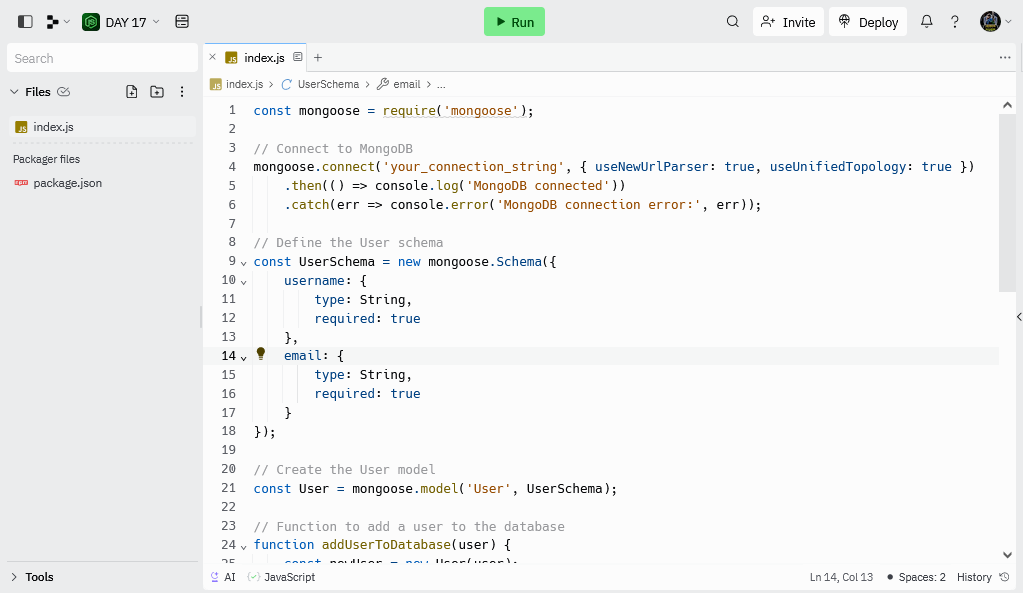 DAY 17
Run
Invite
Deploy
Search
index.js
Files
index.js
Packager files
package.json
index.js > UserSchema > email > ...
1 const mongoose = require('mongoose');
2
3 // Connect to MongoDB
4 mongoose.connect('your_connection_string', { useNewUrlParser: true, useUnifiedTopology: true })
5     .then(() => console.log('MongoDB connected'))
6     .catch(err => console.error('MongoDB connection error:', err));
7
8 // Define the User schema
9 const UserSchema = new mongoose.Schema({
10     username: {
11         type: String,
12         required: true
13     },
14     email: {
15         type: String,
16         required: true
17     }
18 });
19
20 // Create the User model
21 const User = mongoose.model('User', UserSchema);
22
23 // Function to add a user to the database
24 function addUserToDatabase(user) {
25     const newUser = new User(user);
Tools
AI
JavaScript
Ln 14, Col 13
Spaces: 2
History